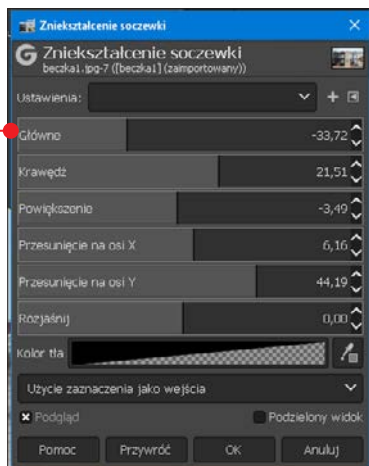 Zniekształcenie soczewki
Zniekształcenie soczewki
beczka1.jpg-7 ([beczka1] (zaimportowany))
Ustawienia:
Główne -33,72
Krawędź 21,51
Powiększenie -3,49
Przesunięcie na osi X 6,16
Przesunięcie na osi Y 44,19
Rozjaśnij 0,00
Kolor tła
Użycie zaznaczenia jako wejścia
Podgląd Podzielony widok
Pomoc Przywróć OK Anuluj